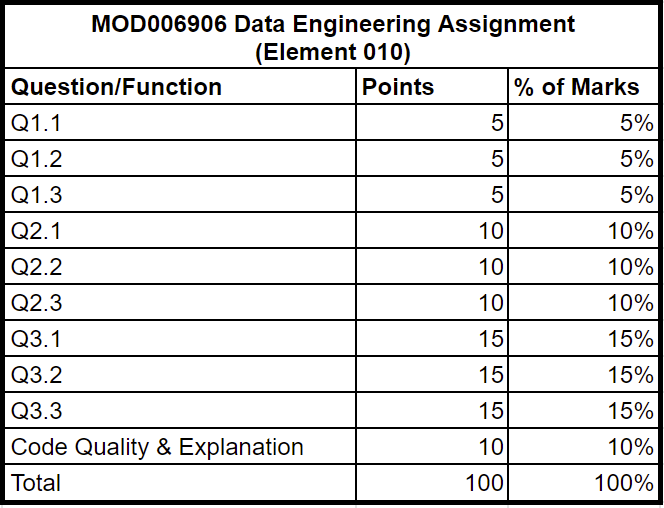 MOD006906 Data Engineering Assignment
(Element 010)
Question/Function Points % of Marks
Q1.1 5 5%
Q1.2 5 5%
Q1.3 5 5%
Q2.1 10 10%
Q2.2 10 10%
Q2.3 10 10%
Q3.1 15 15%
Q3.2 15 15%
Q3.3 15 15%
Code Quality & Explanation 10 10%
Total 100 100%